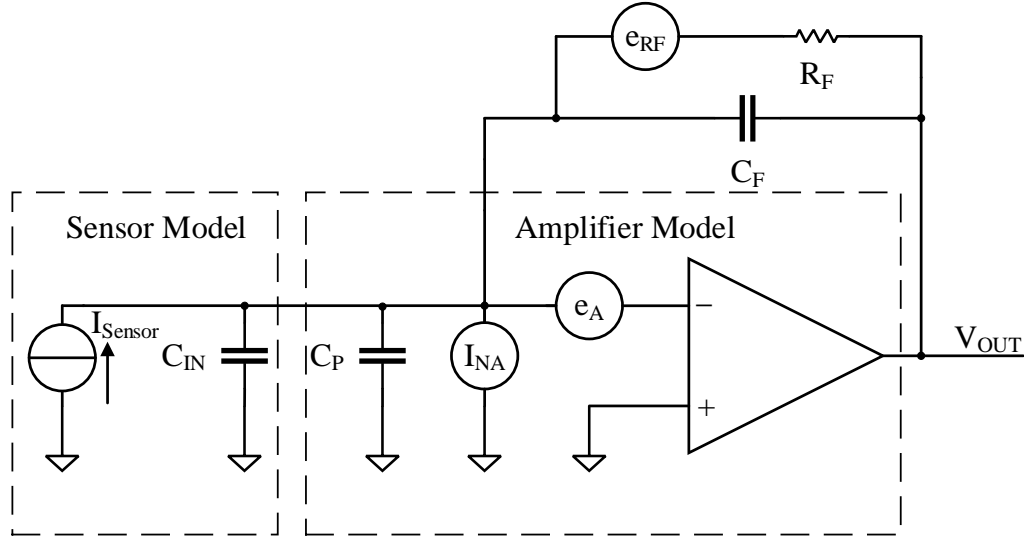 e_RF
R_F
C_F
Sensor Model
Amplifier Model
I_Sensor
C_IN
C_P
I_NA
e_A
−
+
V_OUT